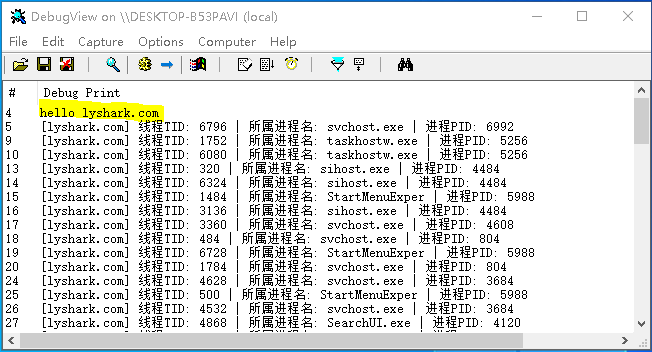 DebugView on \\DESKTOP-B53PAVI (local)
File Edit Capture Options Computer Help
# Debug Print
4 hello lyshark.com
5 [lyshark.com] 线程TID: 6796 | 所属进程名: svchost.exe | 进程PID: 6992
9 [lyshark.com] 线程TID: 1752 | 所属进程名: taskhostw.exe | 进程PID: 5256
10 [lyshark.com] 线程TID: 6080 | 所属进程名: taskhostw.exe | 进程PID: 5256
13 [lyshark.com] 线程TID: 320 | 所属进程名: sihost.exe | 进程PID: 4484
14 [lyshark.com] 线程TID: 6324 | 所属进程名: sihost.exe | 进程PID: 4484
15 [lyshark.com] 线程TID: 1484 | 所属进程名: StartMenuExper | 进程PID: 5988
16 [lyshark.com] 线程TID: 3136 | 所属进程名: sihost.exe | 进程PID: 4484
17 [lyshark.com] 线程TID: 3360 | 所属进程名: svchost.exe | 进程PID: 4608
18 [lyshark.com] 线程TID: 484 | 所属进程名: svchost.exe | 进程PID: 804
19 [lyshark.com] 线程TID: 6728 | 所属进程名: StartMenuExper | 进程PID: 5988
20 [lyshark.com] 线程TID: 1784 | 所属进程名: svchost.exe | 进程PID: 804
24 [lyshark.com] 线程TID: 4628 | 所属进程名: svchost.exe | 进程PID: 3684
25 [lyshark.com] 线程TID: 500 | 所属进程名: StartMenuExper | 进程PID: 5988
26 [lyshark.com] 线程TID: 4532 | 所属进程名: svchost.exe | 进程PID: 3684
27 [lyshark.com] 线程TID: 4868 | 所属进程名: SearchUI.exe | 进程PID: 4120